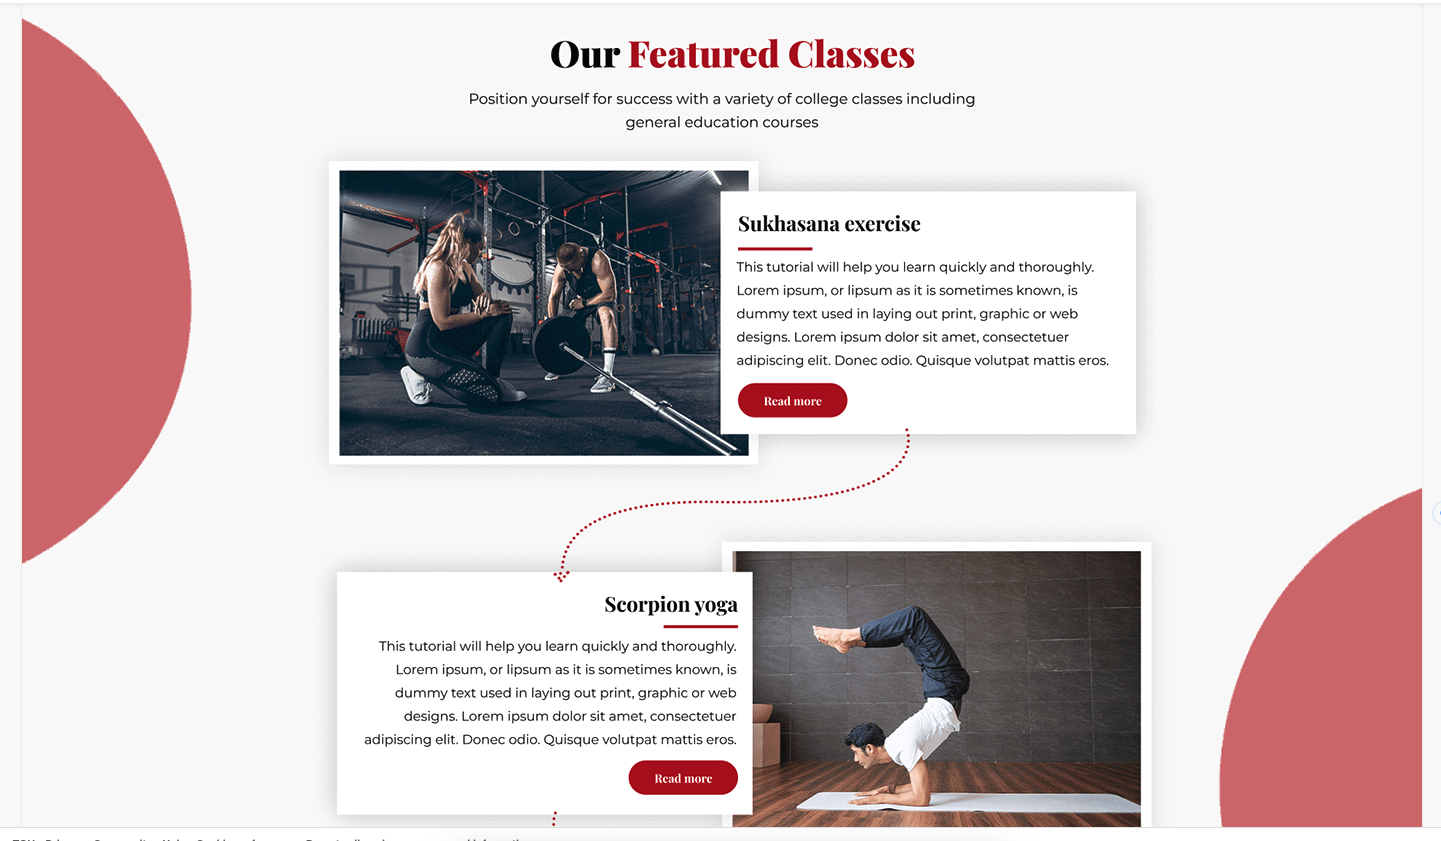 Our Featured Classes
Position yourself for success with a variety of college classes including
general education courses
Sukhasana exercise
This tutorial will help you learn quickly and thoroughly.
Lorem ipsum, or lipsum as it is sometimes known, is
dummy text used in laying out print, graphic or web
designs. Lorem ipsum dolor sit amet, consectetuer
adipiscing elit. Donec odio. Quisque volutpat mattis eros.
Read more
Scorpion yoga
This tutorial will help you learn quickly and thoroughly.
Lorem ipsum, or lipsum as it is sometimes known, is
dummy text used in laying out print, graphic or web
designs. Lorem ipsum dolor sit amet, consectetuer
adipiscing elit. Donec odio. Quisque volutpat mattis eros.
Read more